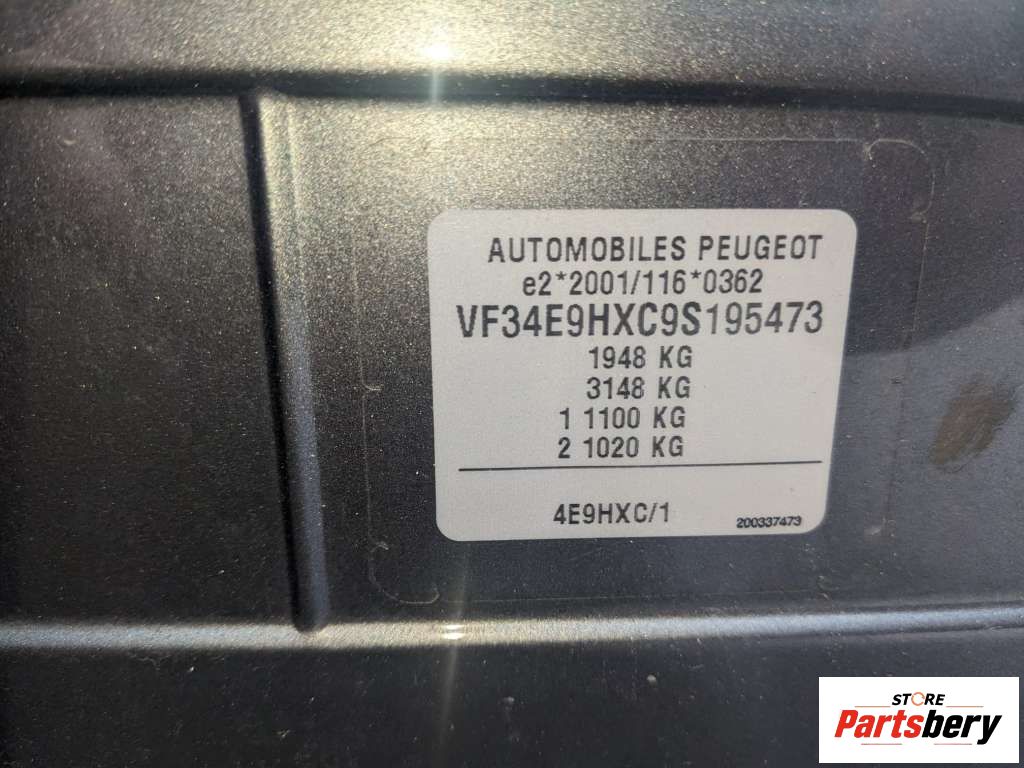 AUTOMOBILES PEUGEOT
e2*2001/116*0362
VF34E9HXC9S195473
1948 KG
3148 KG
1 1100 KG
2 1020 KG
4E9HXC/1
200337473
STORE
Partsbery